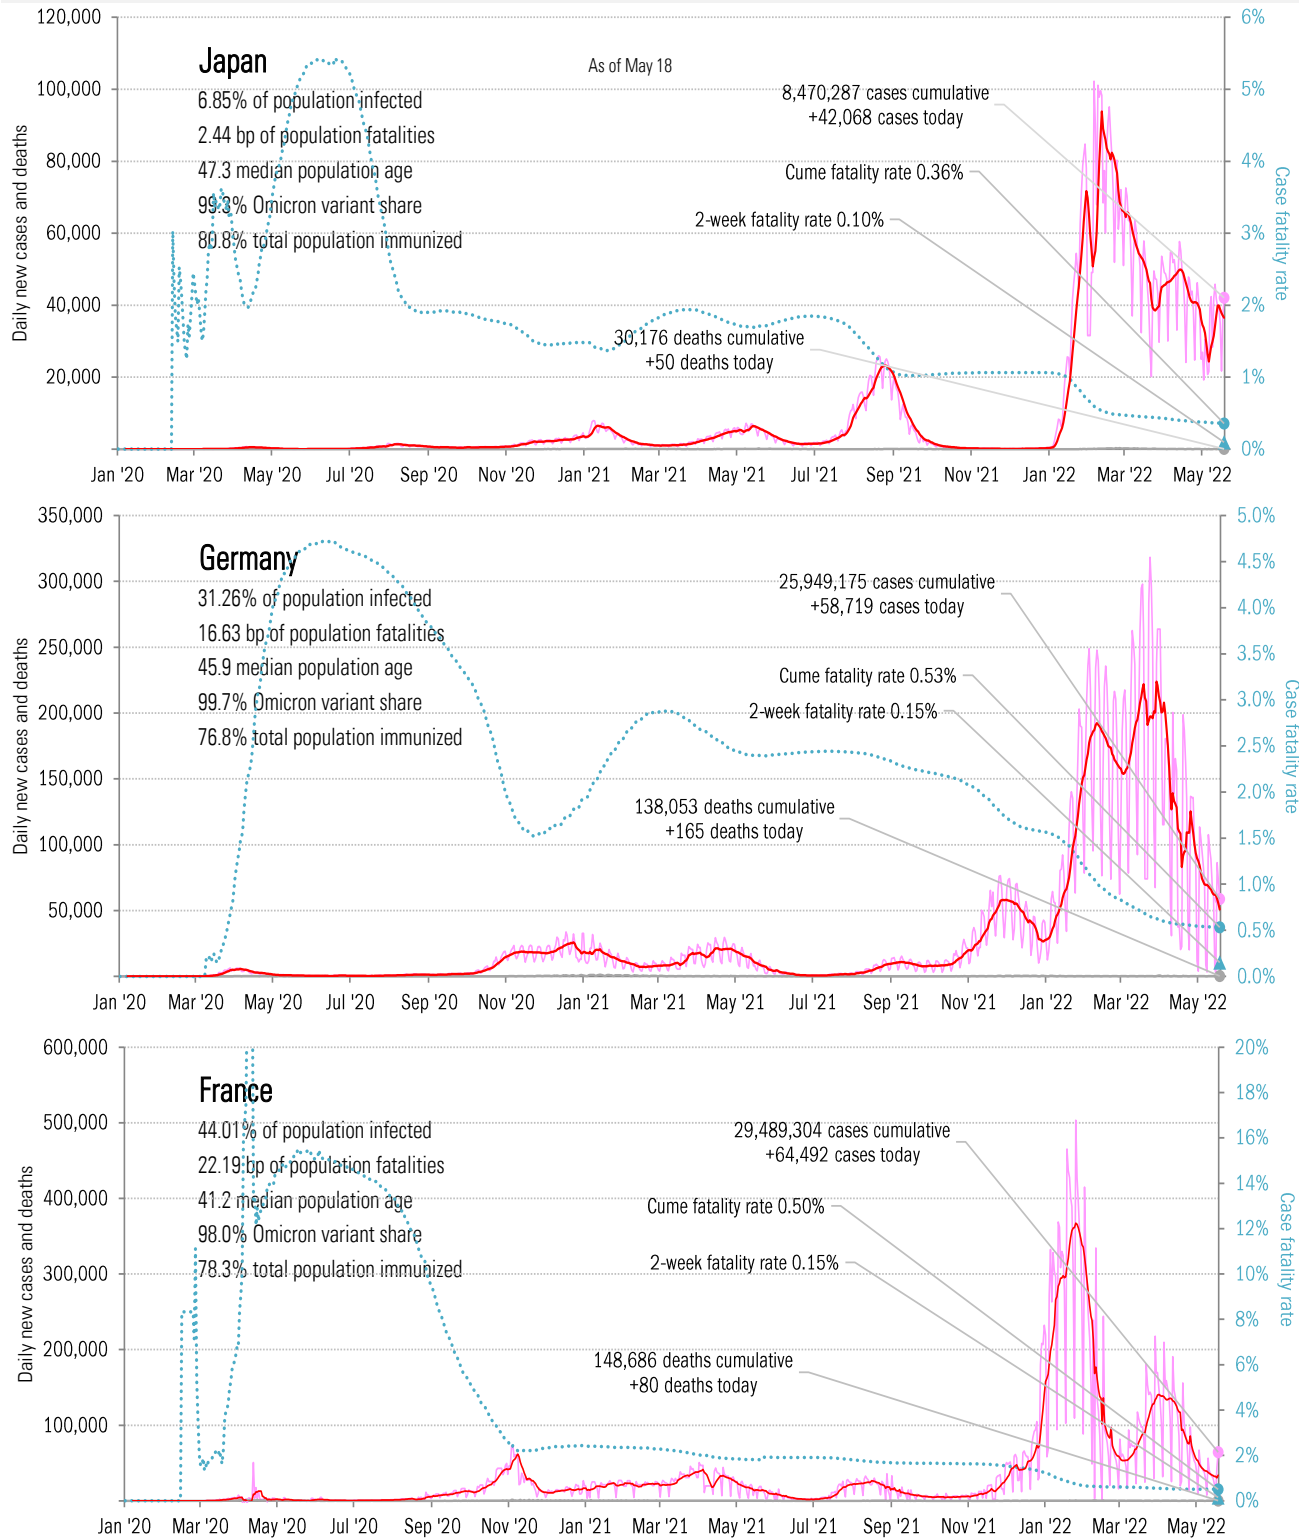 120,000
6%
Japan
As of May 18
6.85% of population infected
8,470,287 cases cumulative
+42,068 cases today
100,000
5%
2.44 bp of population fatalities
47.3 median population age
Cume fatality rate 0.36%
80,000
4%
99.3% Omicron variant share
2-week fatality rate 0.10%
60,000
3%
80.8% total population immunized
40,000
2%
30,176 deaths cumulative
+50 deaths today
20,000
1%
0%
Daily new cases and deaths
Case fatality rate
Jan '20 Mar '20 May '20 Jul '20 Sep '20 Nov '20 Jan '21 Mar '21 May '21 Jul '21 Sep '21 Nov '21 Jan '22 Mar '22 May '22
350,000
5.0%
Germany
4.5%
300,000
25,949,175 cases cumulative
+58,719 cases today
31.26% of population infected
4.0%
16.63 bp of population fatalities
250,000
3.5%
45.9 median population age
Cume fatality rate 0.53%
99.7% Omicron variant share
3.0%
200,000
2-week fatality rate 0.15%
76.8% total population immunized
2.5%
150,000
2.0%
138,053 deaths cumulative
+165 deaths today
1.5%
100,000
1.0%
50,000
0.5%
0.0%
Daily new cases and deaths
Case fatality rate
Jan '20 Mar '20 May '20 Jul '20 Sep '20 Nov '20 Jan '21 Mar '21 May '21 Jul '21 Sep '21 Nov '21 Jan '22 Mar '22 May '22
600,000
20%
France
18%
500,000
44.01% of population infected
29,489,304 cases cumulative
+64,492 cases today
16%
22.19 bp of population fatalities
14%
400,000
41.2 median population age
Cume fatality rate 0.50%
98.0% Omicron variant share
12%
2-week fatality rate 0.15%
78.3% total population immunized
300,000
10%
8%
200,000
148,686 deaths cumulative
+80 deaths today
6%
4%
100,000
2%
0%
Daily new cases and deaths
Case fatality rate
Jan '20 Mar '20 May '20 Jul '20 Sep '20 Nov '20 Jan '21 Mar '21 May '21 Jul '21 Sep '21 Nov '21 Jan '22 Mar '22 May '22